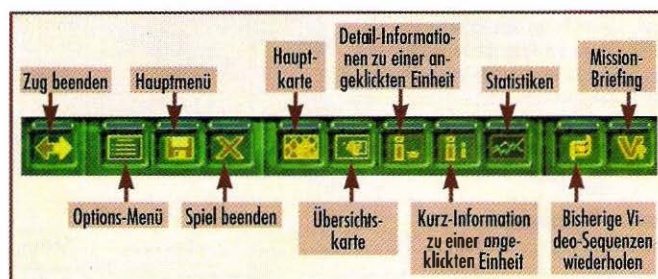 Zug beenden
Hauptmenü
Haupt-
karte
Detail-Informatio-
nen zu einer an-
geklickten Einheit
Statistiken
Mission-
Briefing
Options-Menü
Spiel beenden
Übersichts-
karte
Kurz-Information
zu einer ange-
klickten Einheit
Bisherige Vi-
deo-Sequenzen
wiederholen